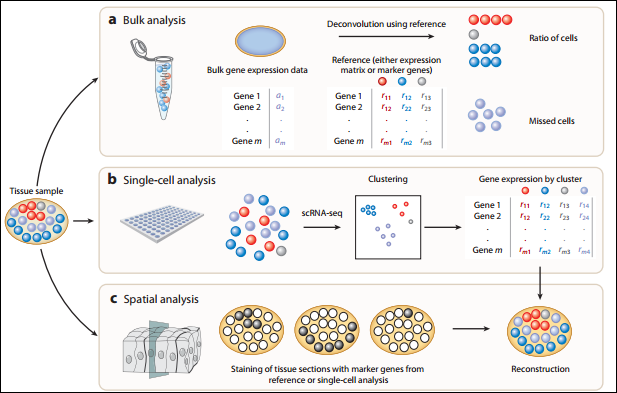 a Bulk analysis
Deconvolution using reference
Ratio of cells
Bulk gene expression data
Reference (either expression
matrix or marker genes)
Gene 1 a1 Gene 1 r11 r12 r13
Gene 2 a2 Gene 2 r12 r22 r23
. . . . . .
. . . . . .
Gene m am Gene m rm1 rm2 rm3
Missed cells
Tissue sample
b Single-cell analysis
scRNA-seq
Clustering
Gene expression by cluster
Gene 1 r11 r12 r13 r14
Gene 2 r12 r22 r23 r24
. . . . .
. . . . .
Gene m rm1 rm2 rm3 rm4
c Spatial analysis
Staining of tissue sections with marker genes from
reference or single-cell analysis
Reconstruction